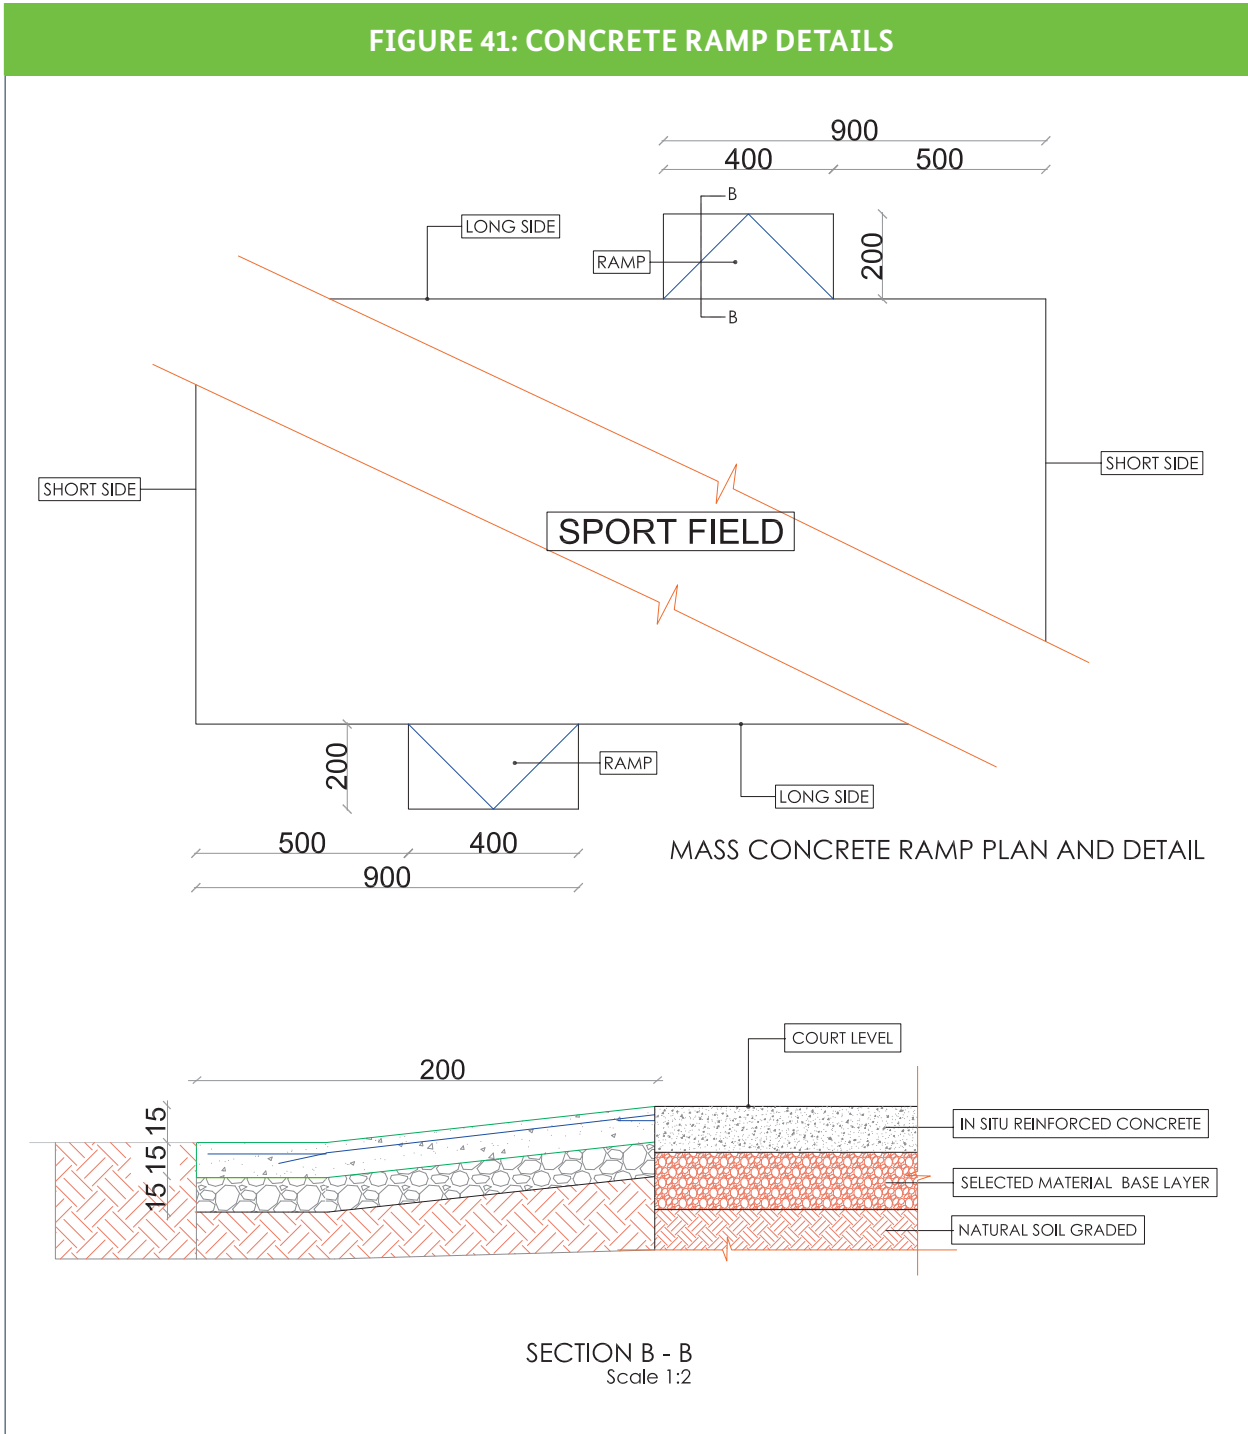 FIGURE 41: CONCRETE RAMP DETAILS
900
400 500
B
LONG SIDE
RAMP
200
B
SHORT SIDE
SHORT SIDE
SPORT FIELD
200
RAMP
LONG SIDE
500 400
MASS CONCRETE RAMP PLAN AND DETAIL
900
COURT LEVEL
200
15
15
15
IN SITU REINFORCED CONCRETE
SELECTED MATERIAL BASE LAYER
NATURAL SOIL GRADED
SECTION B - B
Scale 1:2